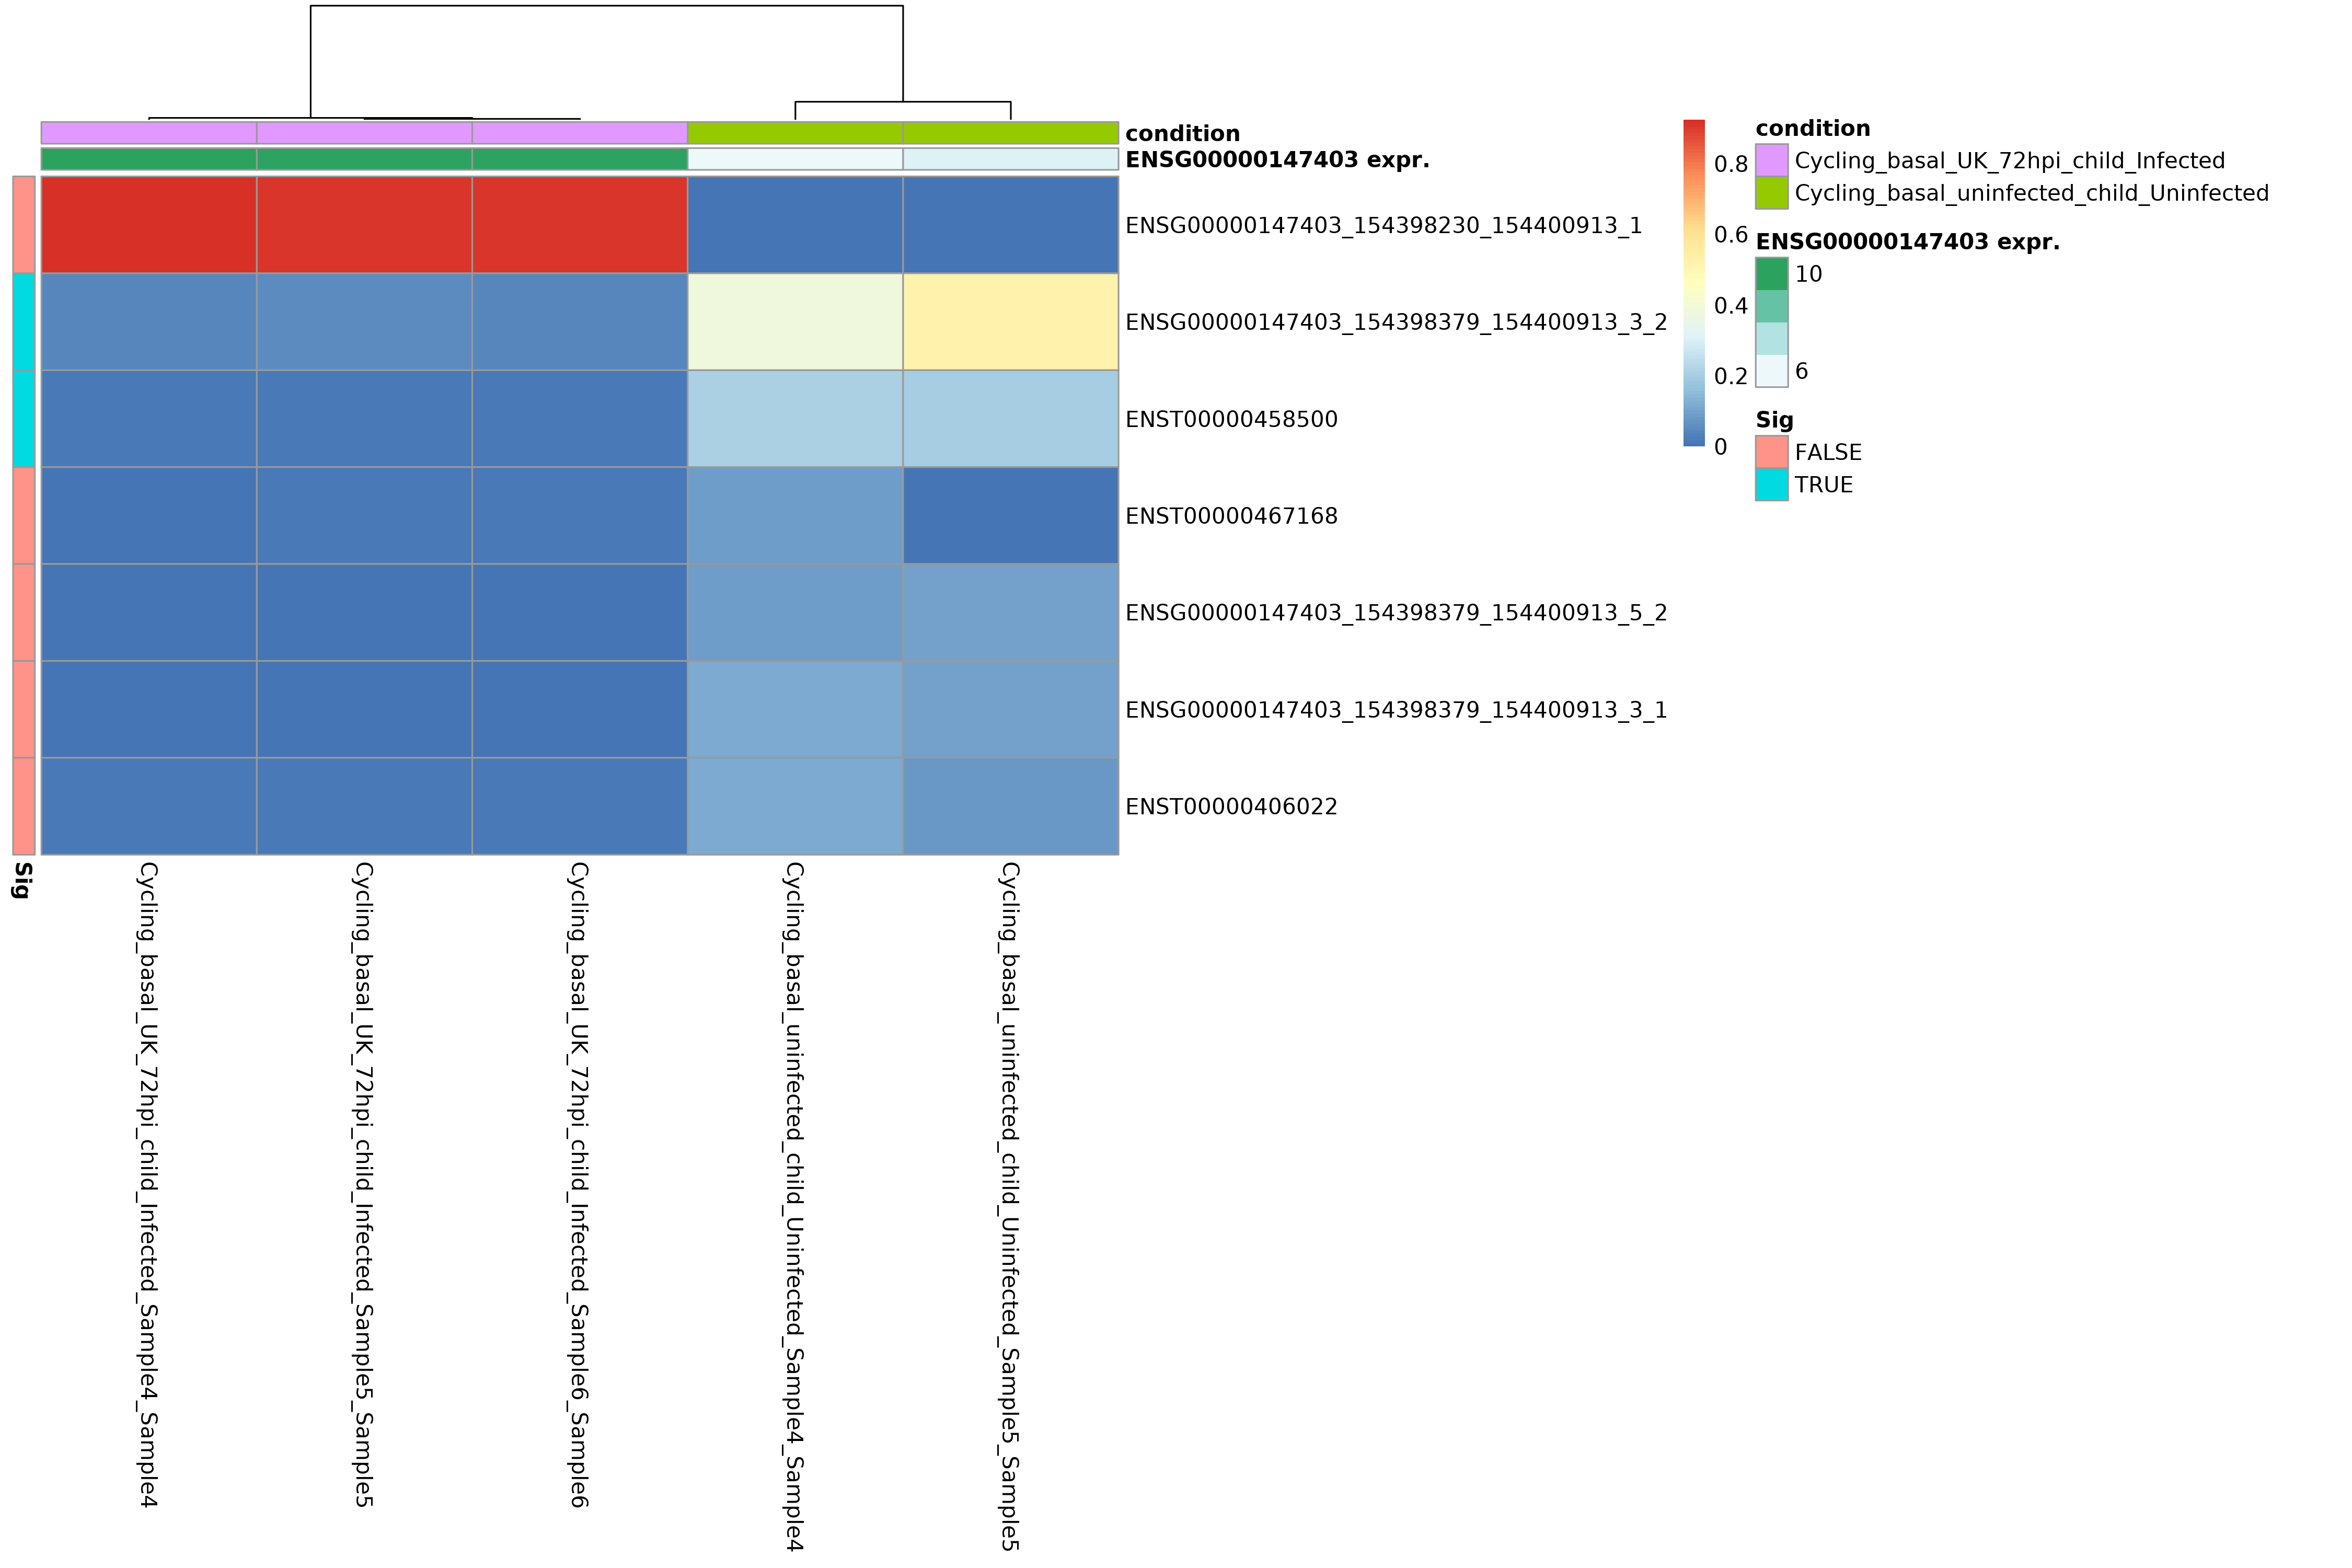 condition
ENSG00000147403 expr.
ENSG00000147403_154398230_154400913_1
ENSG00000147403_154398379_154400913_3_2
ENST00000458500
ENST00000467168
ENSG00000147403_154398379_154400913_5_2
ENSG00000147403_154398379_154400913_3_1
ENST00000406022
Sig
Cycling_basal_UK_72hpi_child_Infected_Sample4_Sample4
Cycling_basal_UK_72hpi_child_Infected_Sample5_Sample5
Cycling_basal_UK_72hpi_child_Infected_Sample6_Sample6
Cycling_basal_uninfected_child_Uninfected_Sample4_Sample4
Cycling_basal_uninfected_child_Uninfected_Sample5_Sample5
0.8
0.6
0.4
0.2
0
condition
Cycling_basal_UK_72hpi_child_Infected
Cycling_basal_uninfected_child_Uninfected
ENSG00000147403 expr.
10
6
Sig
FALSE
TRUE